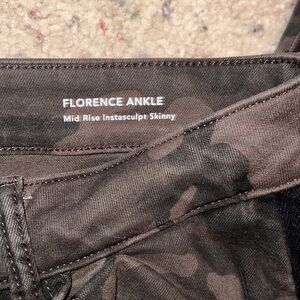 FLORENCE ANKLE
Mid Rise Instasculpt Skinny